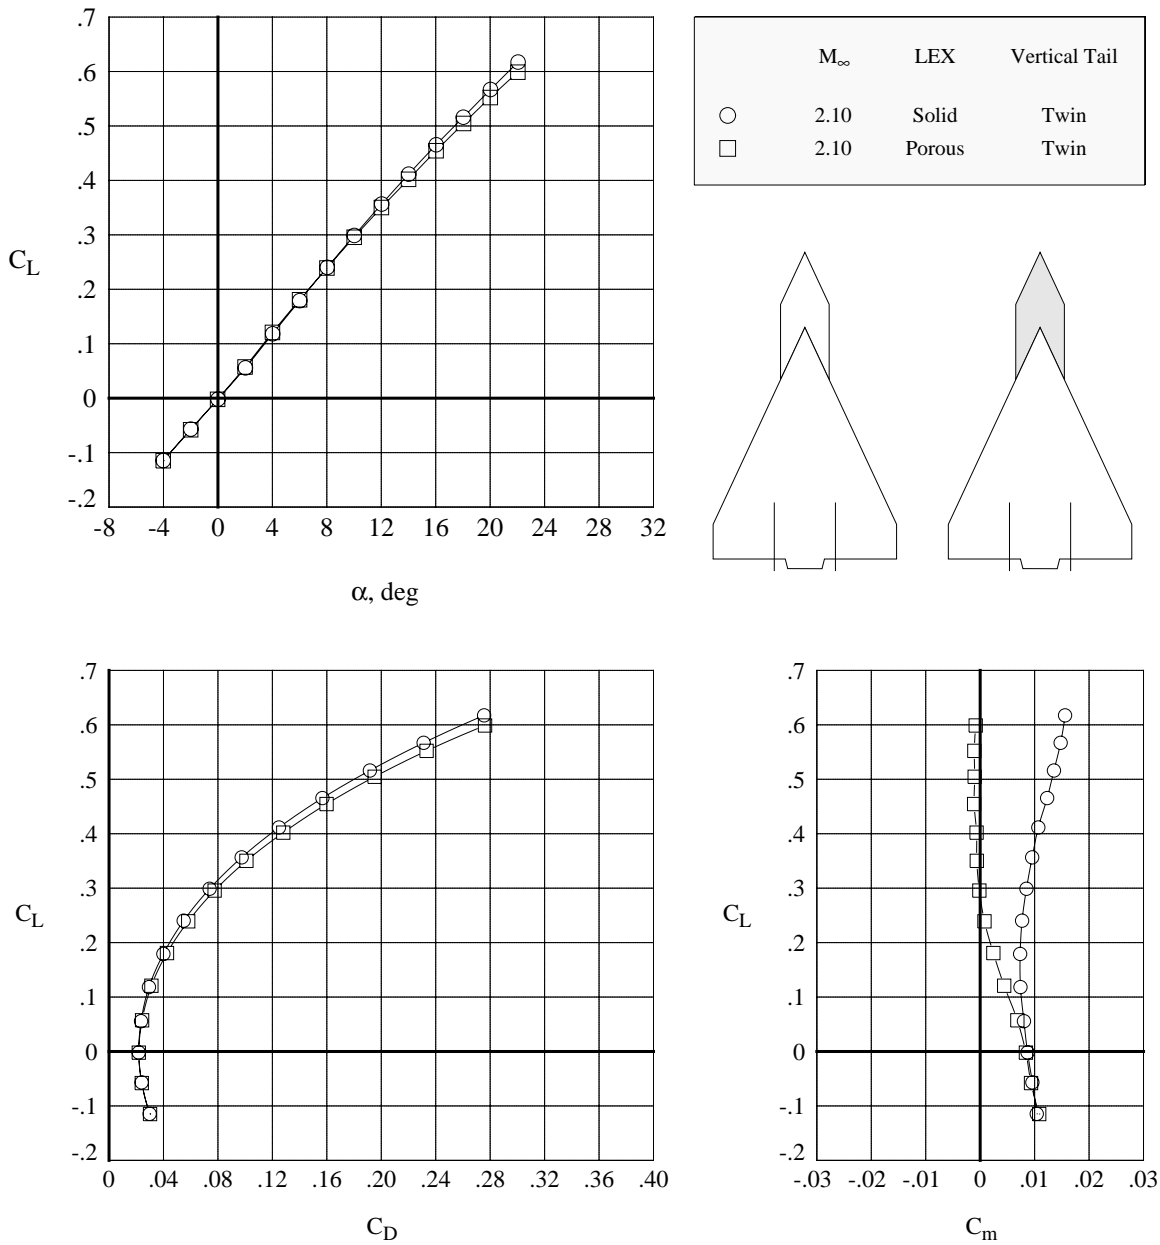 .7
.6
.5
.4
.3
.2
.1
0
-.1
-.2
C_L
-8 -4 0 4 8 12 16 20 24 28 32
α, deg
M∞ LEX Vertical Tail
2.10 Solid Twin
2.10 Porous Twin
.7
.6
.5
.4
.3
.2
.1
0
-.1
-.2
C_L
0 .04 .08 .12 .16 .20 .24 .28 .32 .36 .40
C_D
.7
.6
.5
.4
.3
.2
.1
0
-.1
-.2
C_L
-.03 -.02 -.01 0 .01 .03 .03
C_m